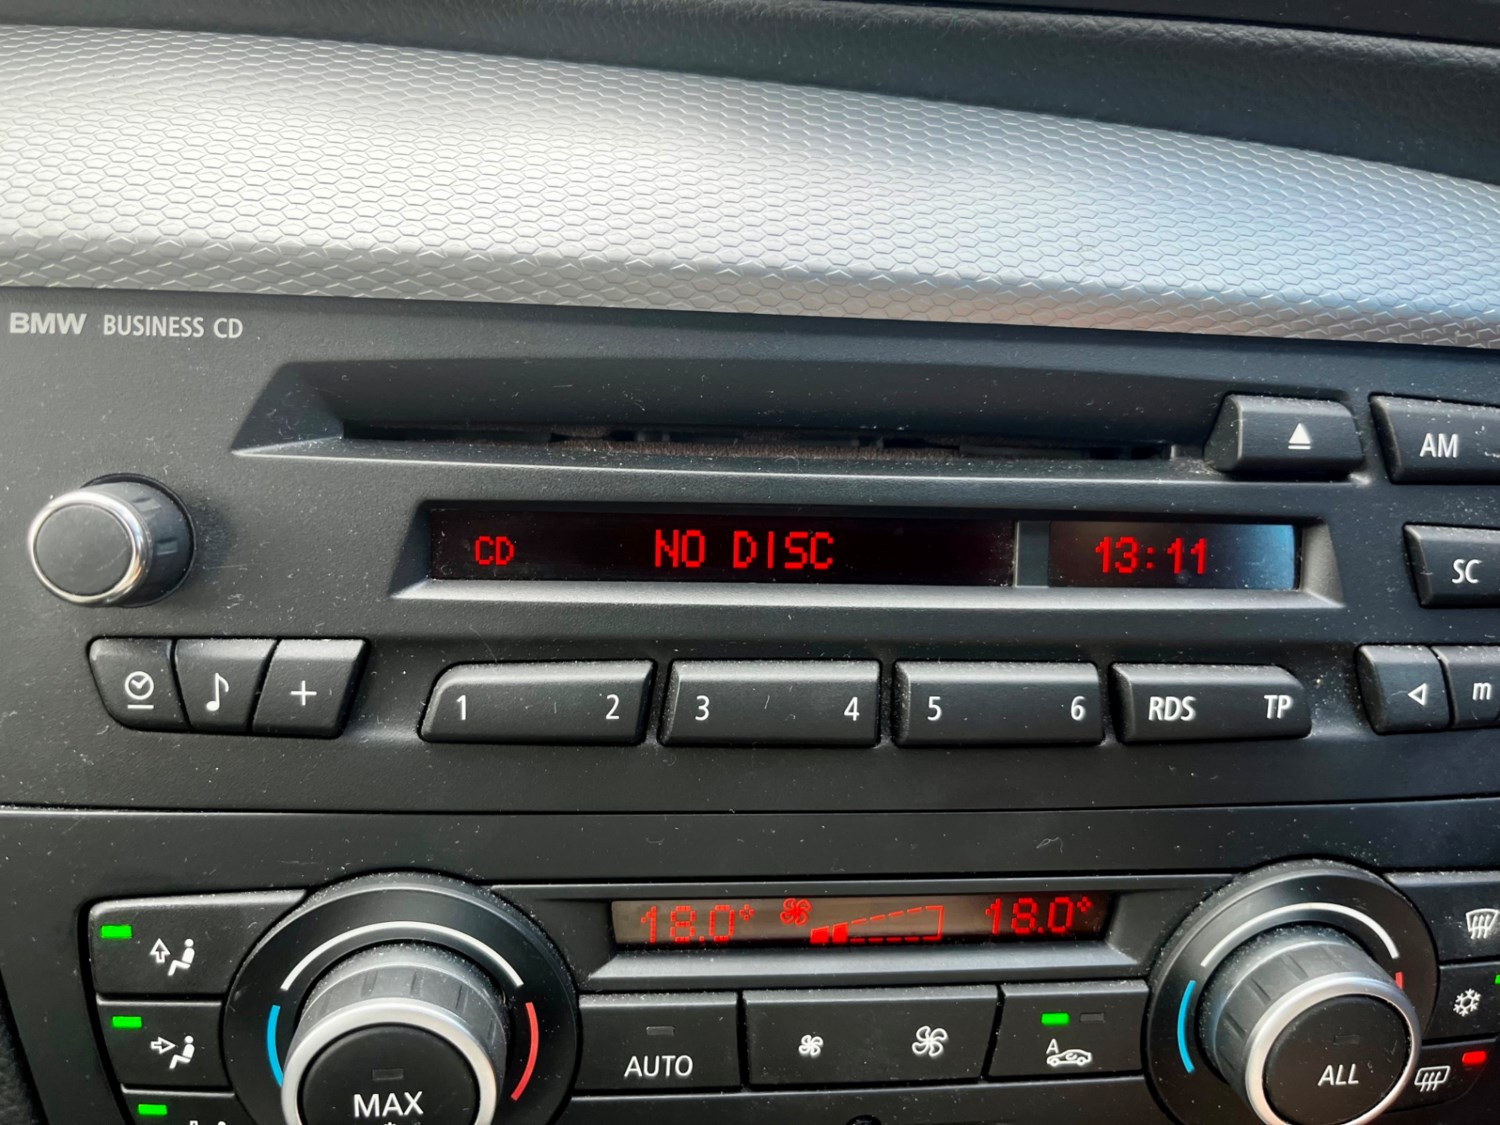 BMW BUSINESS CD
AM
CD NO DISC 13:11
SC
1 2 3 4 5 6 RDS TP
m
18.0° 18.0°
AUTO
A
MAX
ALL